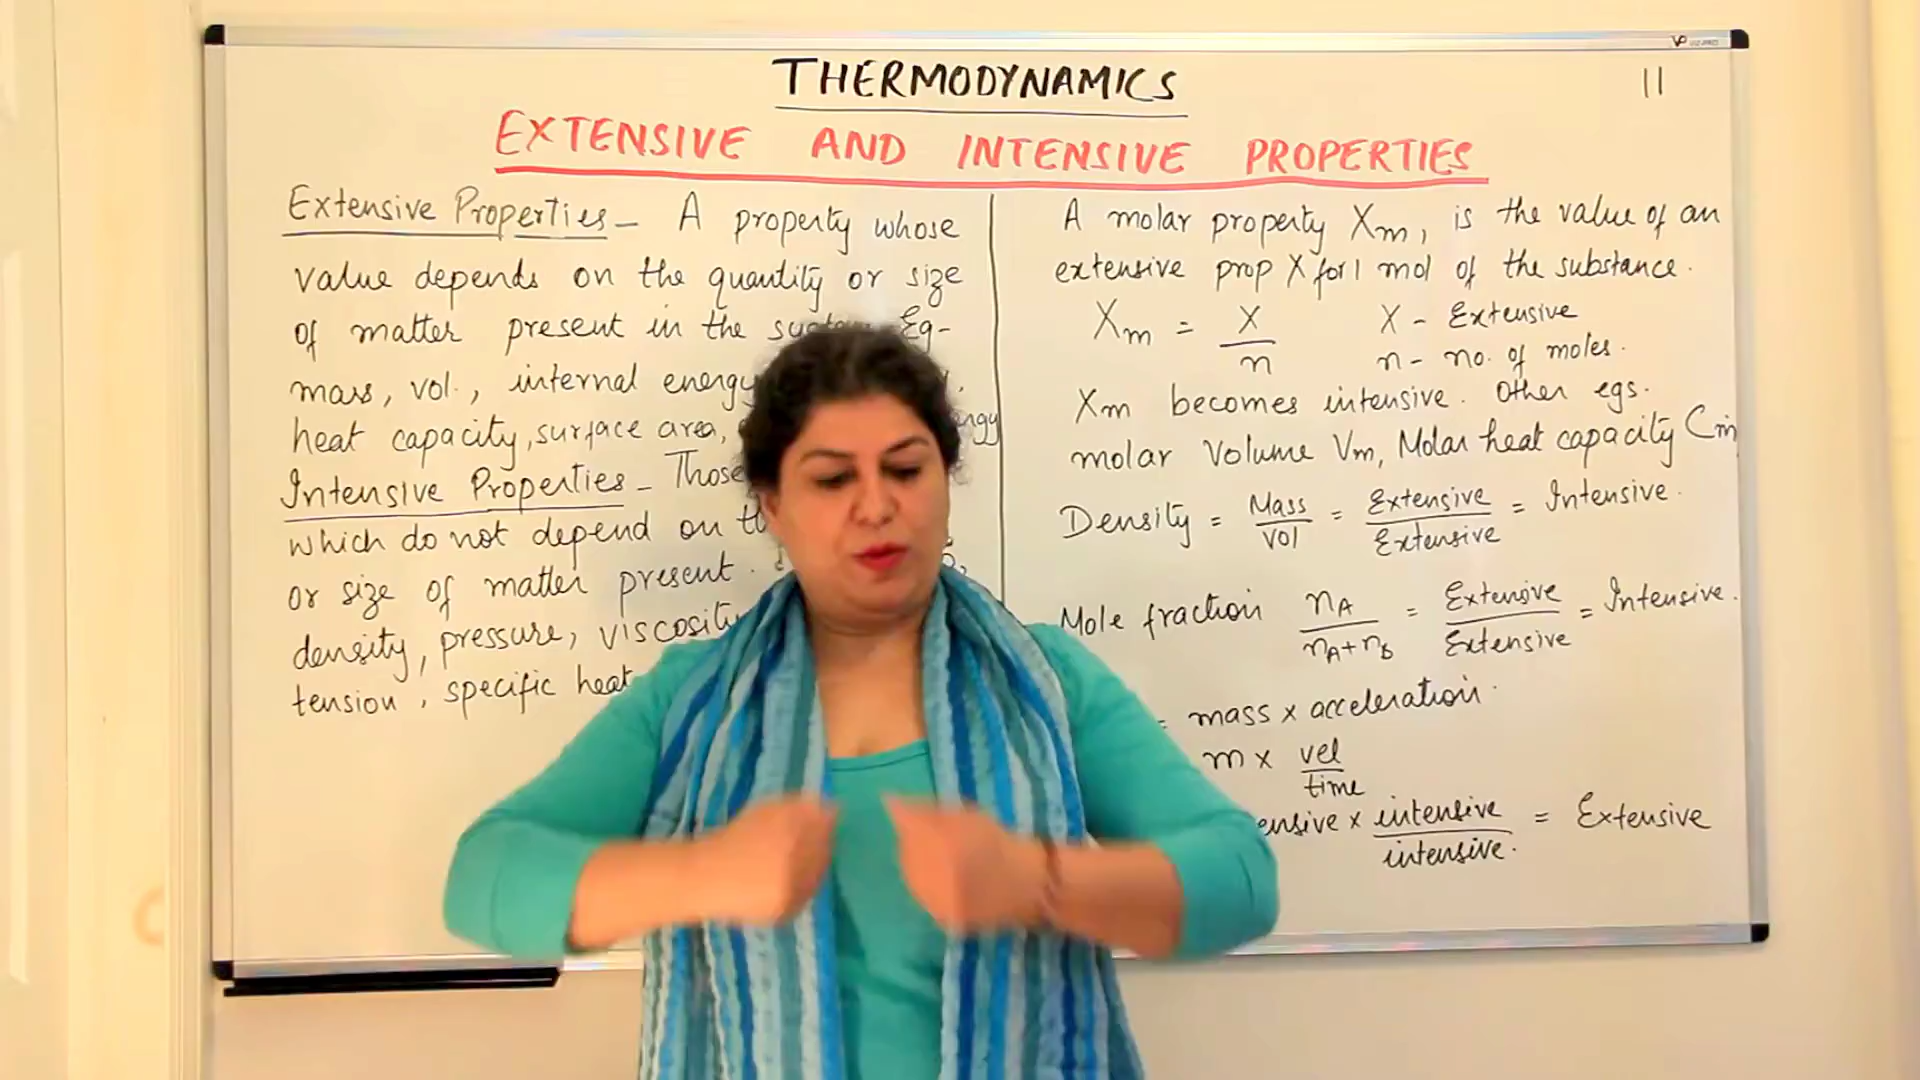 THERMODYNAMICS
11
EXTENSIVE AND INTENSIVE PROPERTIES
Extensive Properties - A property whose
value depends on the quantity or size
of matter present in the Eg-
mass, vol., internal energy
heat capacity, surface area,
Intensive Properties - Those
which do not depend on
or size of matter present.
density, pressure, viscosity
tension, specific heat
A molar property Xm, is the value of an
extensive prop X for 1 mol of the substance.
Xm = X/n X - Extensive
n - no. of moles.
Xm becomes intensive. Other egs.
molar Volume Vm, Molar heat capacity Cm
Density = Mass/Vol = Extensive/Extensive = Intensive.
Mole fraction nA/nA+nB = Extensive/Extensive = Intensive.
= mass x acceleration.
m x vel/time
ensive x intensive/intensive. = Extensive